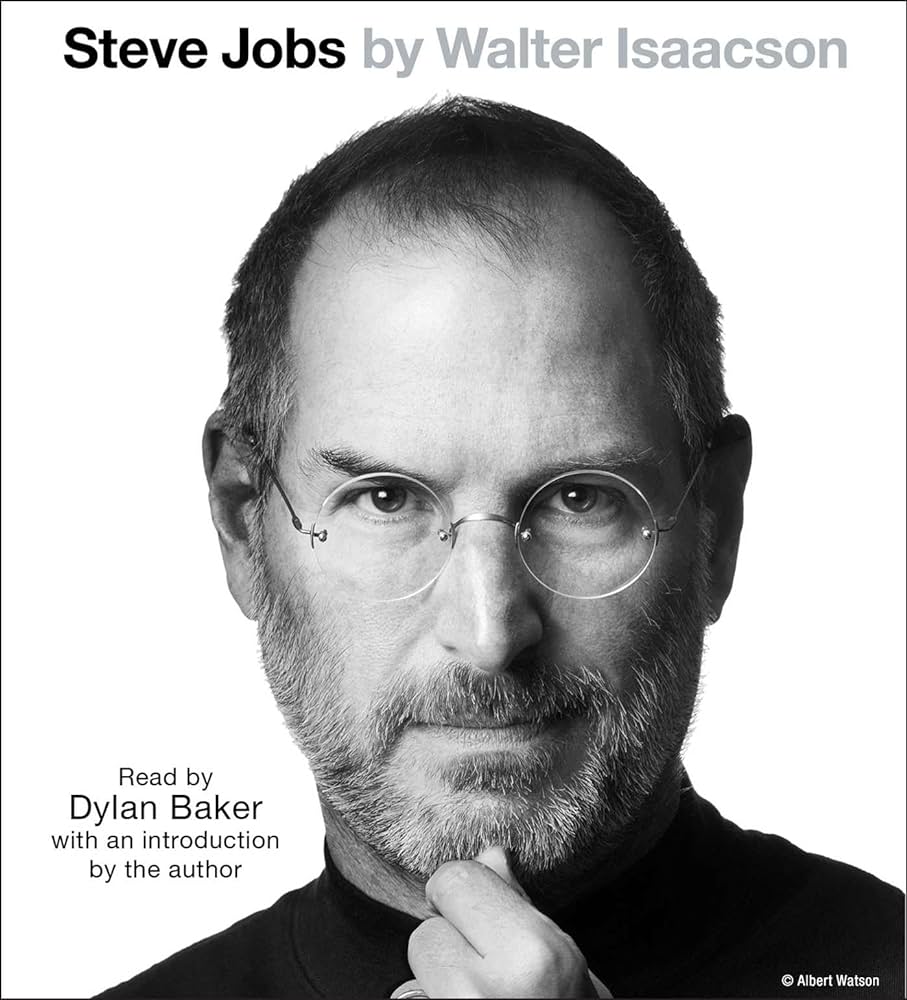 Steve Jobs by Walter Isaacson
Read by
Dylan Baker
with an introduction
by the author
© Albert Watson